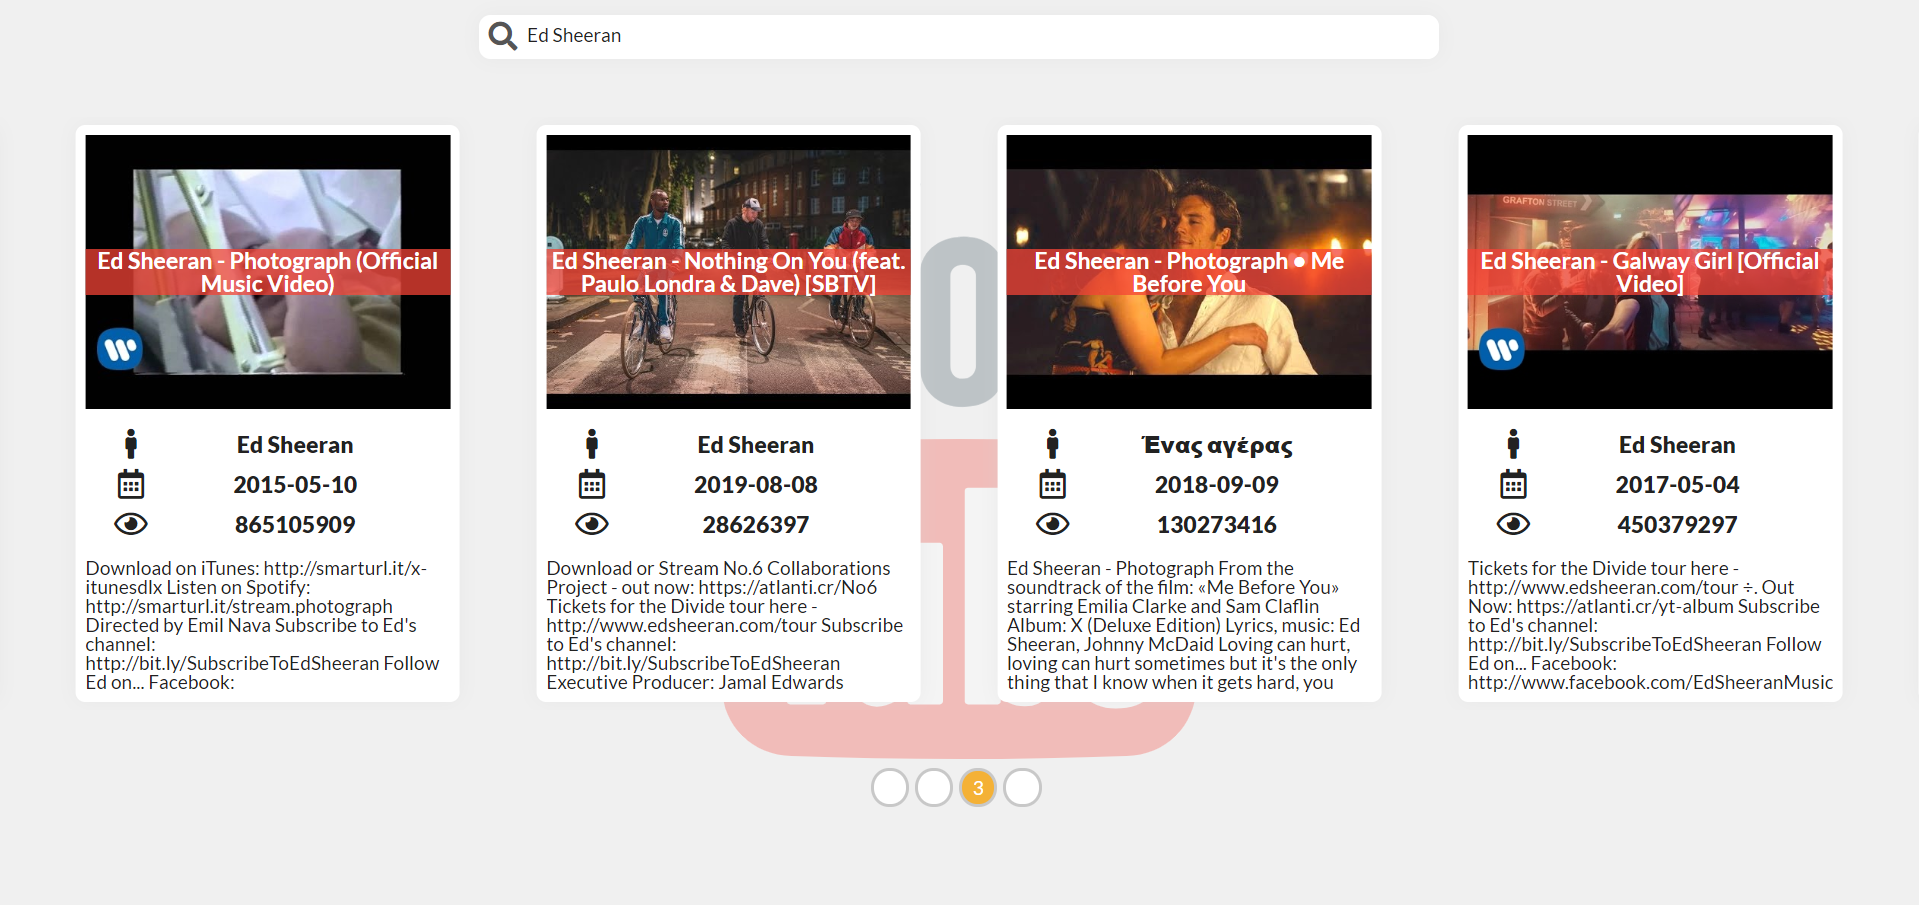 Ed Sheeran
Ed Sheeran - Photograph (Official
Music Video)
Ed Sheeran
2015-05-10
865105909
Download on iTunes: http://smarturl.it/x-
itunesdlx Listen on Spotify:
http://smarturl.it/stream.photograph
Directed by Emil Nava Subscribe to Ed's
channel:
http://bit.ly/SubscribeToEdSheeran Follow
Ed on... Facebook:
Ed Sheeran - Nothing On You (feat.
Paulo Londra & Dave) [SBTV]
Ed Sheeran
2019-08-08
28626397
Download or Stream No.6 Collaborations
Project - out now: https://atlanti.cr/No6
Tickets for the Divide tour here -
http://www.edsheeran.com/tour Subscribe
to Ed's channel:
http://bit.ly/SubscribeToEdSheeran
Executive Producer: Jamal Edwards
Ed Sheeran - Photograph ● Me
Before You
Ένας αγέρας
2018-09-09
130273416
Ed Sheeran - Photograph From the
soundtrack of the film: «Me Before You»
starring Emilia Clarke and Sam Claflin
Album: X (Deluxe Edition) Lyrics, music: Ed
Sheeran, Johnny McDaid Loving can hurt,
loving can hurt sometimes but it's the only
thing that I know when it gets hard, you
GRAFTON STREET
Ed Sheeran - Galway Girl [Official
Video]
Ed Sheeran
2017-05-04
450379297
Tickets for the Divide tour here -
http://www.edsheeran.com/tour ÷. Out
Now: https://atlanti.cr/yt-album Subscribe
to Ed's channel:
http://bit.ly/SubscribeToEdSheeran Follow
Ed on... Facebook:
http://www.facebook.com/EdSheeranMusic
3